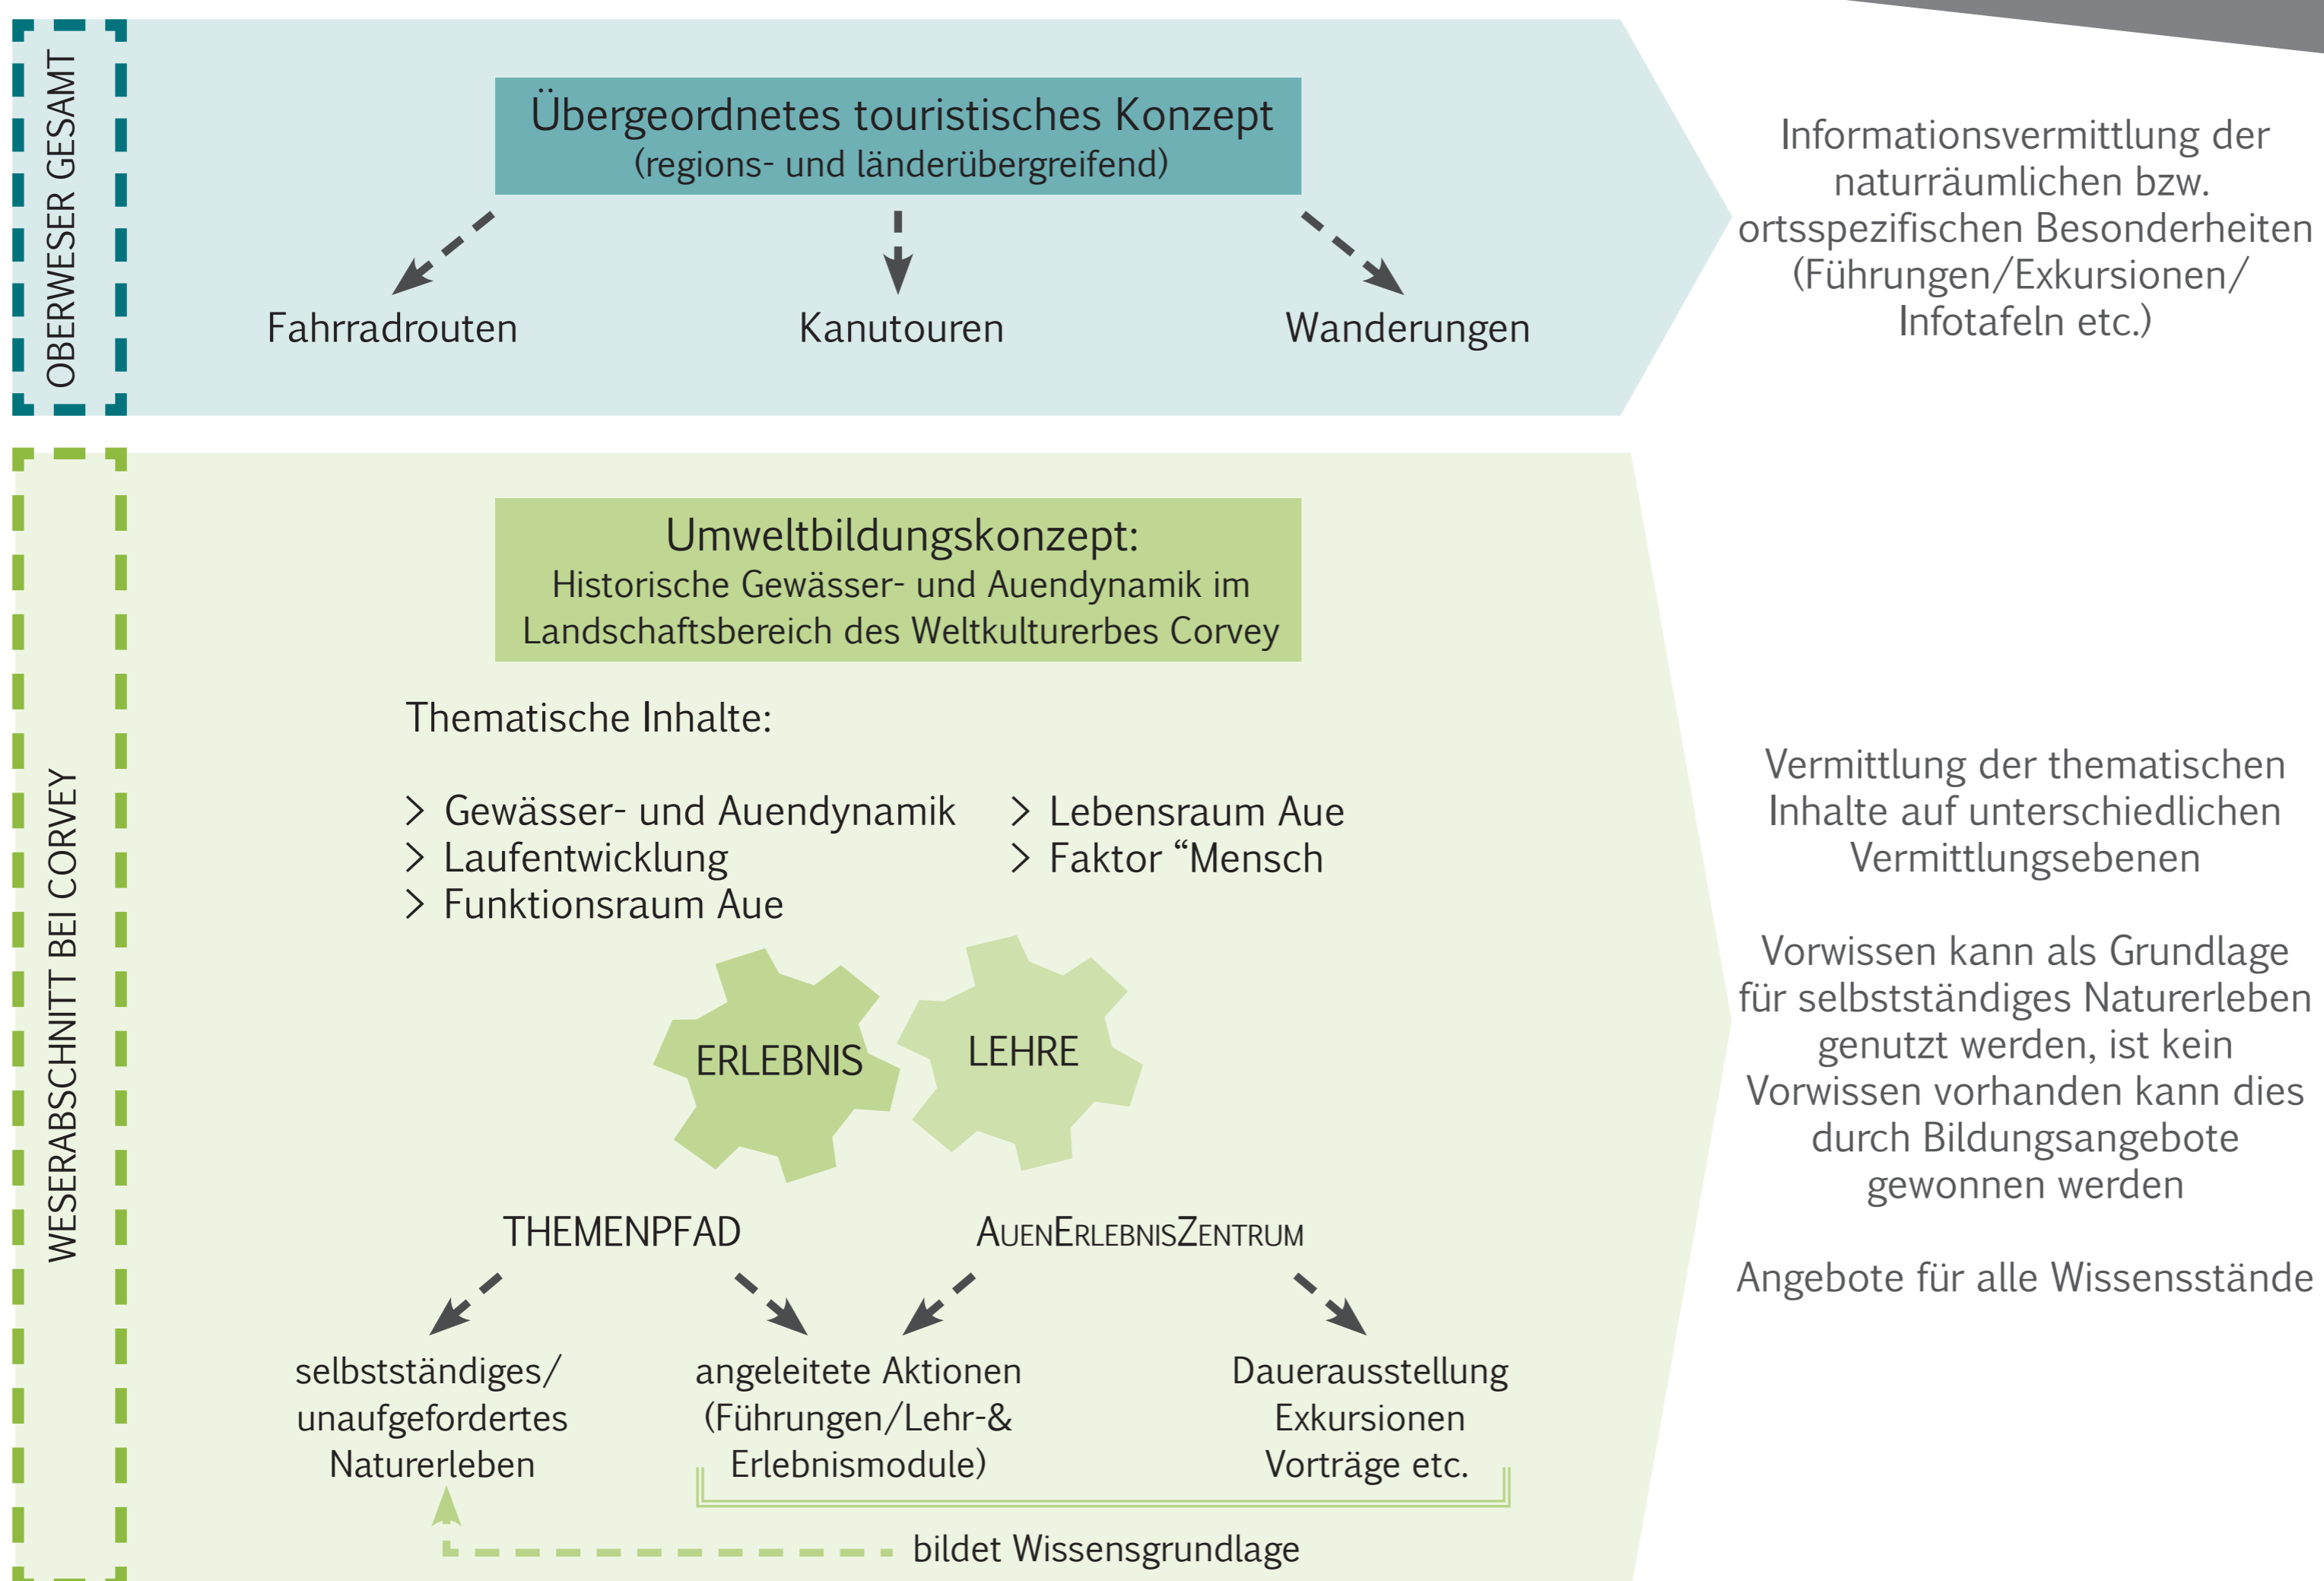 OBERWESER GESAMT
Übergeordnetes touristisches Konzept
(regions- und länderübergreifend)
Fahrradrouten
Kanutouren
Wanderungen
Informationsvermittlung der
naturräumlichen bzw.
ortsspezifischen Besonderheiten
(Führungen/Exkursionen/
Infotafeln etc.)
WESERABSCHNITT BEI CORVEY
Umweltbildungskonzept:
Historische Gewässer- und Auendynamik im
Landschaftsbereich des Weltkulturerbes Corvey
Thematische Inhalte:
> Gewässer- und Auendynamik
> Laufentwicklung
> Funktionsraum Aue
> Lebensraum Aue
> Faktor “Mensch
ERLEBNIS
LEHRE
THEMENPFAD
AUENERLEBNISZENTRUM
selbstständiges/
unaufgefordertes
Naturerleben
angeleitete Aktionen
(Führungen/Lehr-&
Erlebnismodule)
Dauerausstellung
Exkursionen
Vorträge etc.
bildet Wissensgrundlage
Vermittlung der thematischen
Inhalte auf unterschiedlichen
Vermittlungsebenen
Vorwissen kann als Grundlage
für selbstständiges Naturerleben
genutzt werden, ist kein
Vorwissen vorhanden kann dies
durch Bildungsangebote
gewonnen werden
Angebote für alle Wissensstände